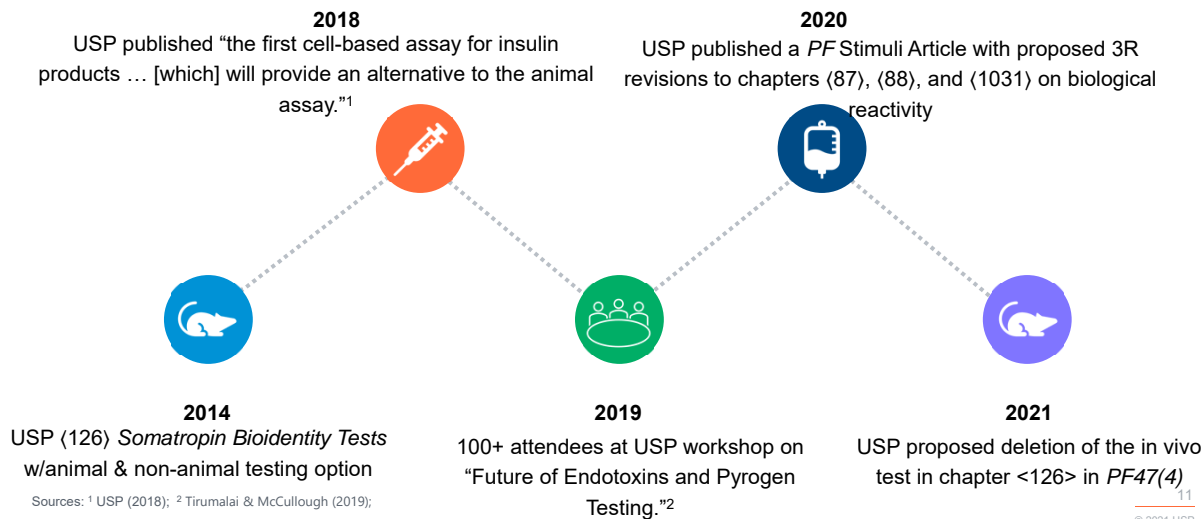 2018
USP published “the first cell-based assay for insulin
products … [which] will provide an alternative to the animal
assay.”1
2020
USP published a PF Stimuli Article with proposed 3R
revisions to chapters ⟨87⟩, ⟨88⟩, and ⟨1031⟩ on biological
reactivity
2014
USP ⟨126⟩ Somatropin Bioidentity Tests
w/animal & non-animal testing option
2019
100+ attendees at USP workshop on
“Future of Endotoxins and Pyrogen
Testing.”2
2021
USP proposed deletion of the in vivo
test in chapter <126> in PF47(4)
Sources: 1 USP (2018); 2 Tirumalai & McCullough (2019);
11
© 2021 USP